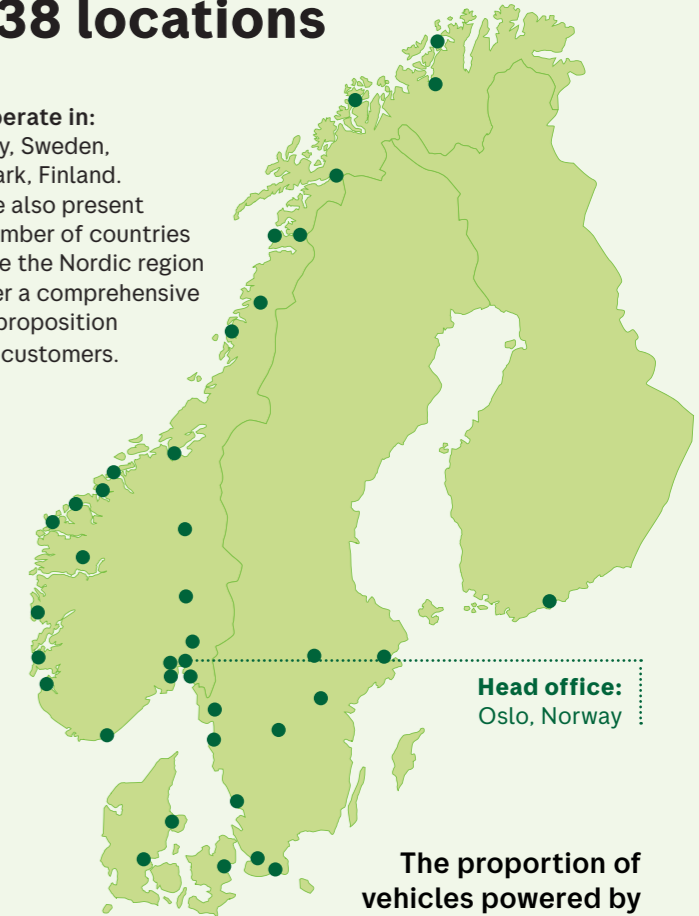 38 locations
erate in:
y, Sweden,
ark, Finland.
e also present
mber of countries
e the Nordic region
er a comprehensive
proposition
customers.
Head office:
Oslo, Norway
The proportion of
vehicles powered by